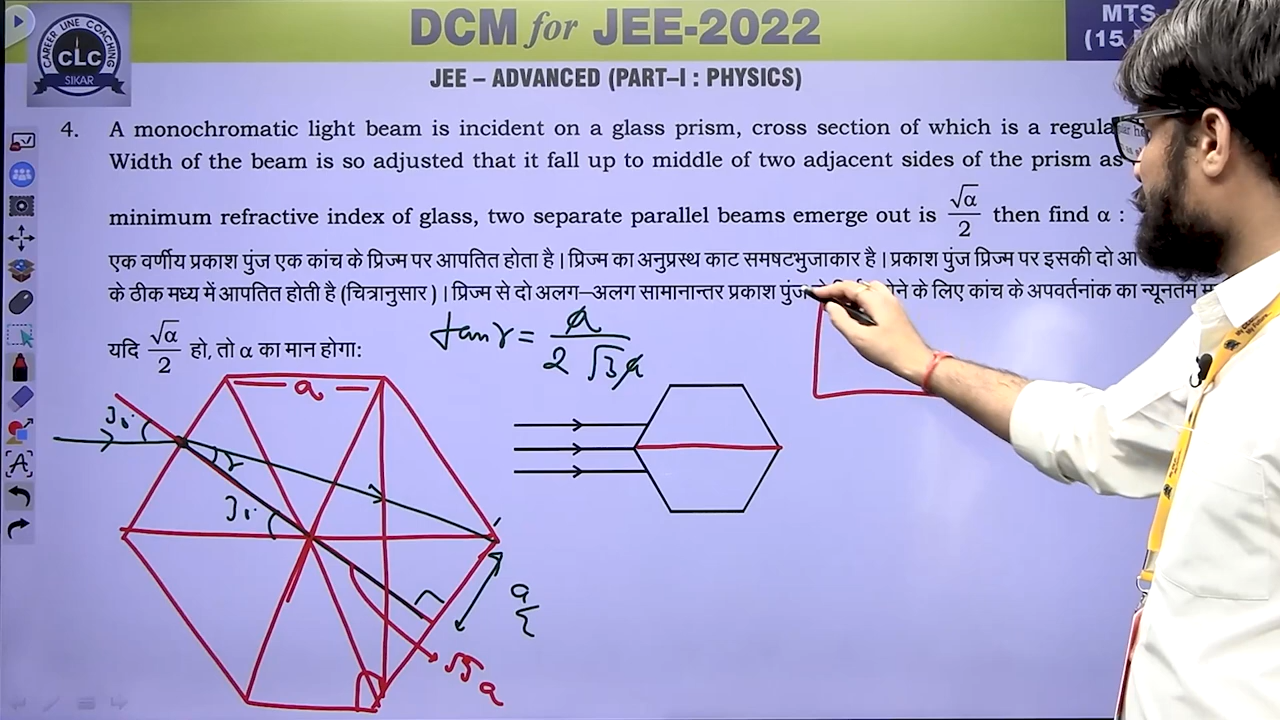 CAREER LINE COACHING
CLC
SIKAR
DCM for JEE-2022
MTS
(15
JEE – ADVANCED (PART–I : PHYSICS)
4. A monochromatic light beam is incident on a glass prism, cross section of which is a regula
Width of the beam is so adjusted that it fall up to middle of two adjacent sides of the prism as
minimum refractive index of glass, two separate parallel beams emerge out is √α/2 then find α :
एक वर्णीय प्रकाश पुंज एक कांच के प्रिज्म पर आपतित होता है। प्रिज्म का अनुप्रस्थ काट समषटभुजाकार है। प्रकाश पुंज प्रिज्म पर इसकी दो आ
के ठीक मध्य में आपतित होती है (चित्रानुसार )। प्रिज्म से दो अलग–अलग सामानान्तर प्रकाश पुंज के लिए कांच के अपवर्तनांक का न्यूनतम
यदि √α/2 हो, तो α का मान होगा:
tan r = a/2√3a
a
30
r
30
a/2
√3a